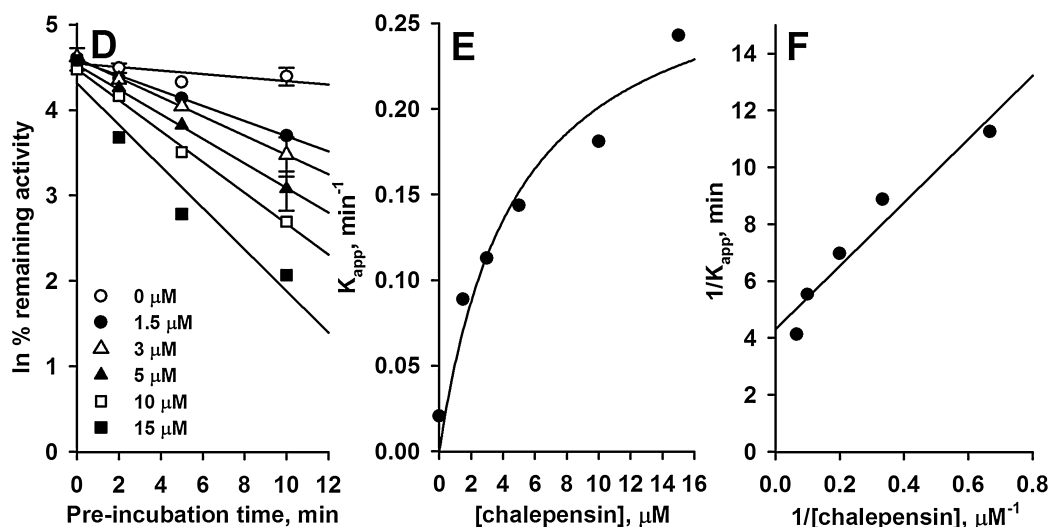 D
ln % remaining activity
5
4
3
2
1
0
0 μM
1.5 μM
3 μM
5 μM
10 μM
15 μM
0 2 4 6 8 10 12
Pre-incubation time, min
E
K_app, min⁻¹
0.25
0.20
0.15
0.10
0.05
0.00
0 2 4 6 8 10 12 14 16
[chalepensin], μM
F
1/K_app, min
14
12
10
8
6
4
2
0
0.0 0.2 0.4 0.6 0.8
1/[chalepensin], μM⁻¹